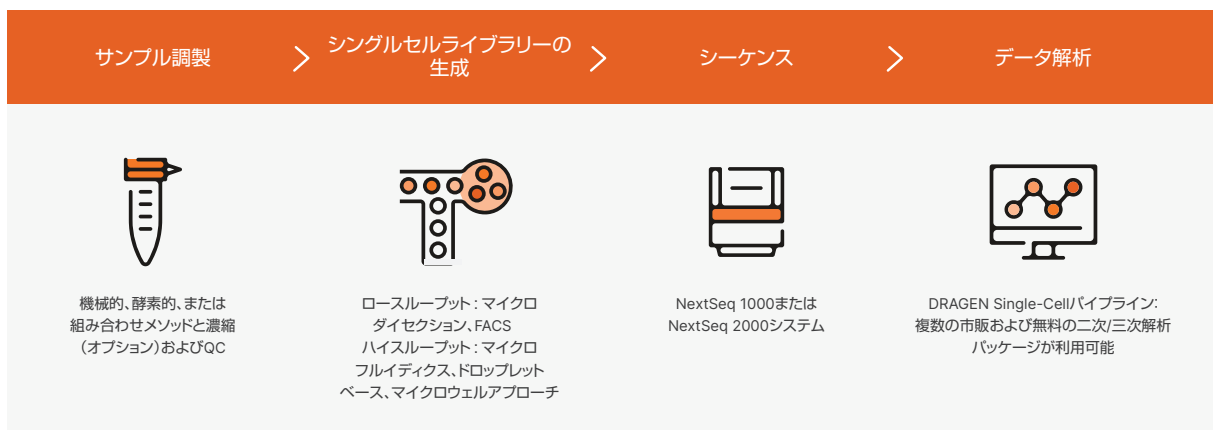 サンプル調製
シングルセルライブラリーの
生成
シーケンス
データ解析
機械的、酵素的、または
組み合わせメソッドと濃縮
（オプション）およびQC
ロースループット：マイクロ
ダイセクション、FACS
ハイスループット：マイクロ
フルイディクス、ドロップレット
ベース、マイクロウェルアプローチ
NextSeq 1000または
NextSeq 2000システム
DRAGEN Single-Cellパイプライン：
複数の市販および無料の二次/三次解析
パッケージが利用可能